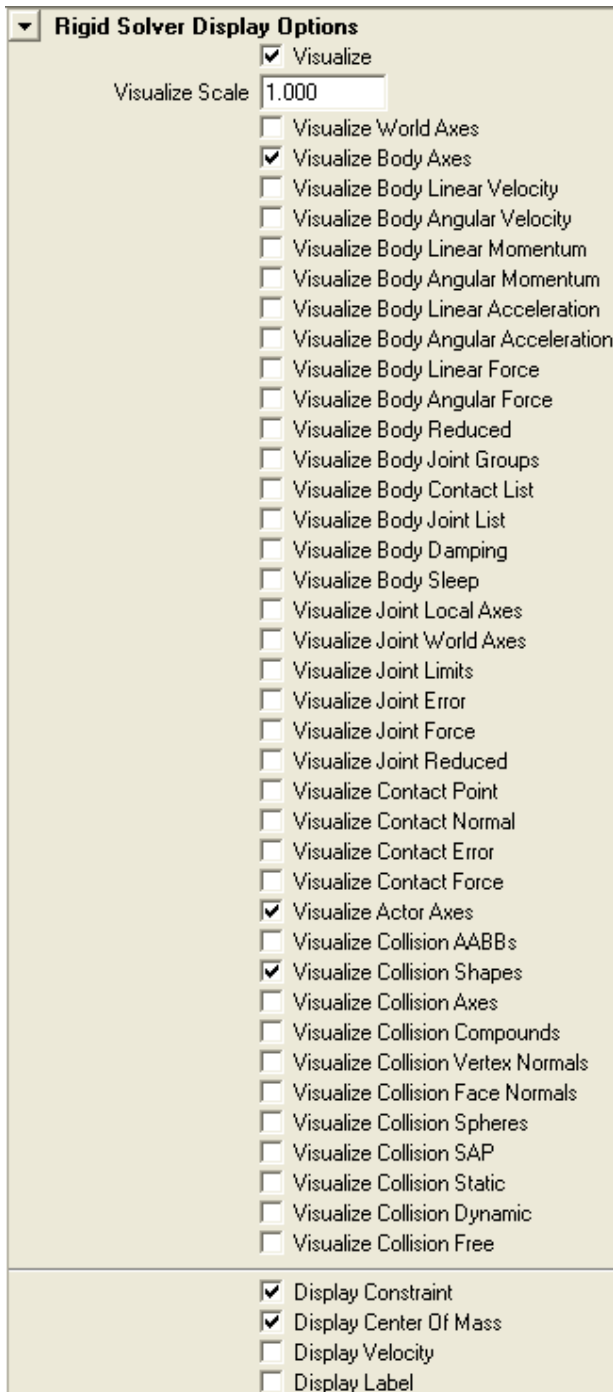 Rigid Solver Display Options
Visualize
Visualize Scale 1.000
Visualize World Axes
Visualize Body Axes
Visualize Body Linear Velocity
Visualize Body Angular Velocity
Visualize Body Linear Momentum
Visualize Body Angular Momentum
Visualize Body Linear Acceleration
Visualize Body Angular Acceleration
Visualize Body Linear Force
Visualize Body Angular Force
Visualize Body Reduced
Visualize Body Joint Groups
Visualize Body Contact List
Visualize Body Joint List
Visualize Body Damping
Visualize Body Sleep
Visualize Joint Local Axes
Visualize Joint World Axes
Visualize Joint Limits
Visualize Joint Error
Visualize Joint Force
Visualize Joint Reduced
Visualize Contact Point
Visualize Contact Normal
Visualize Contact Error
Visualize Contact Force
Visualize Actor Axes
Visualize Collision AABBs
Visualize Collision Shapes
Visualize Collision Axes
Visualize Collision Compounds
Visualize Collision Vertex Normals
Visualize Collision Face Normals
Visualize Collision Spheres
Visualize Collision SAP
Visualize Collision Static
Visualize Collision Dynamic
Visualize Collision Free
Display Constraint
Display Center Of Mass
Display Velocity
Display Label